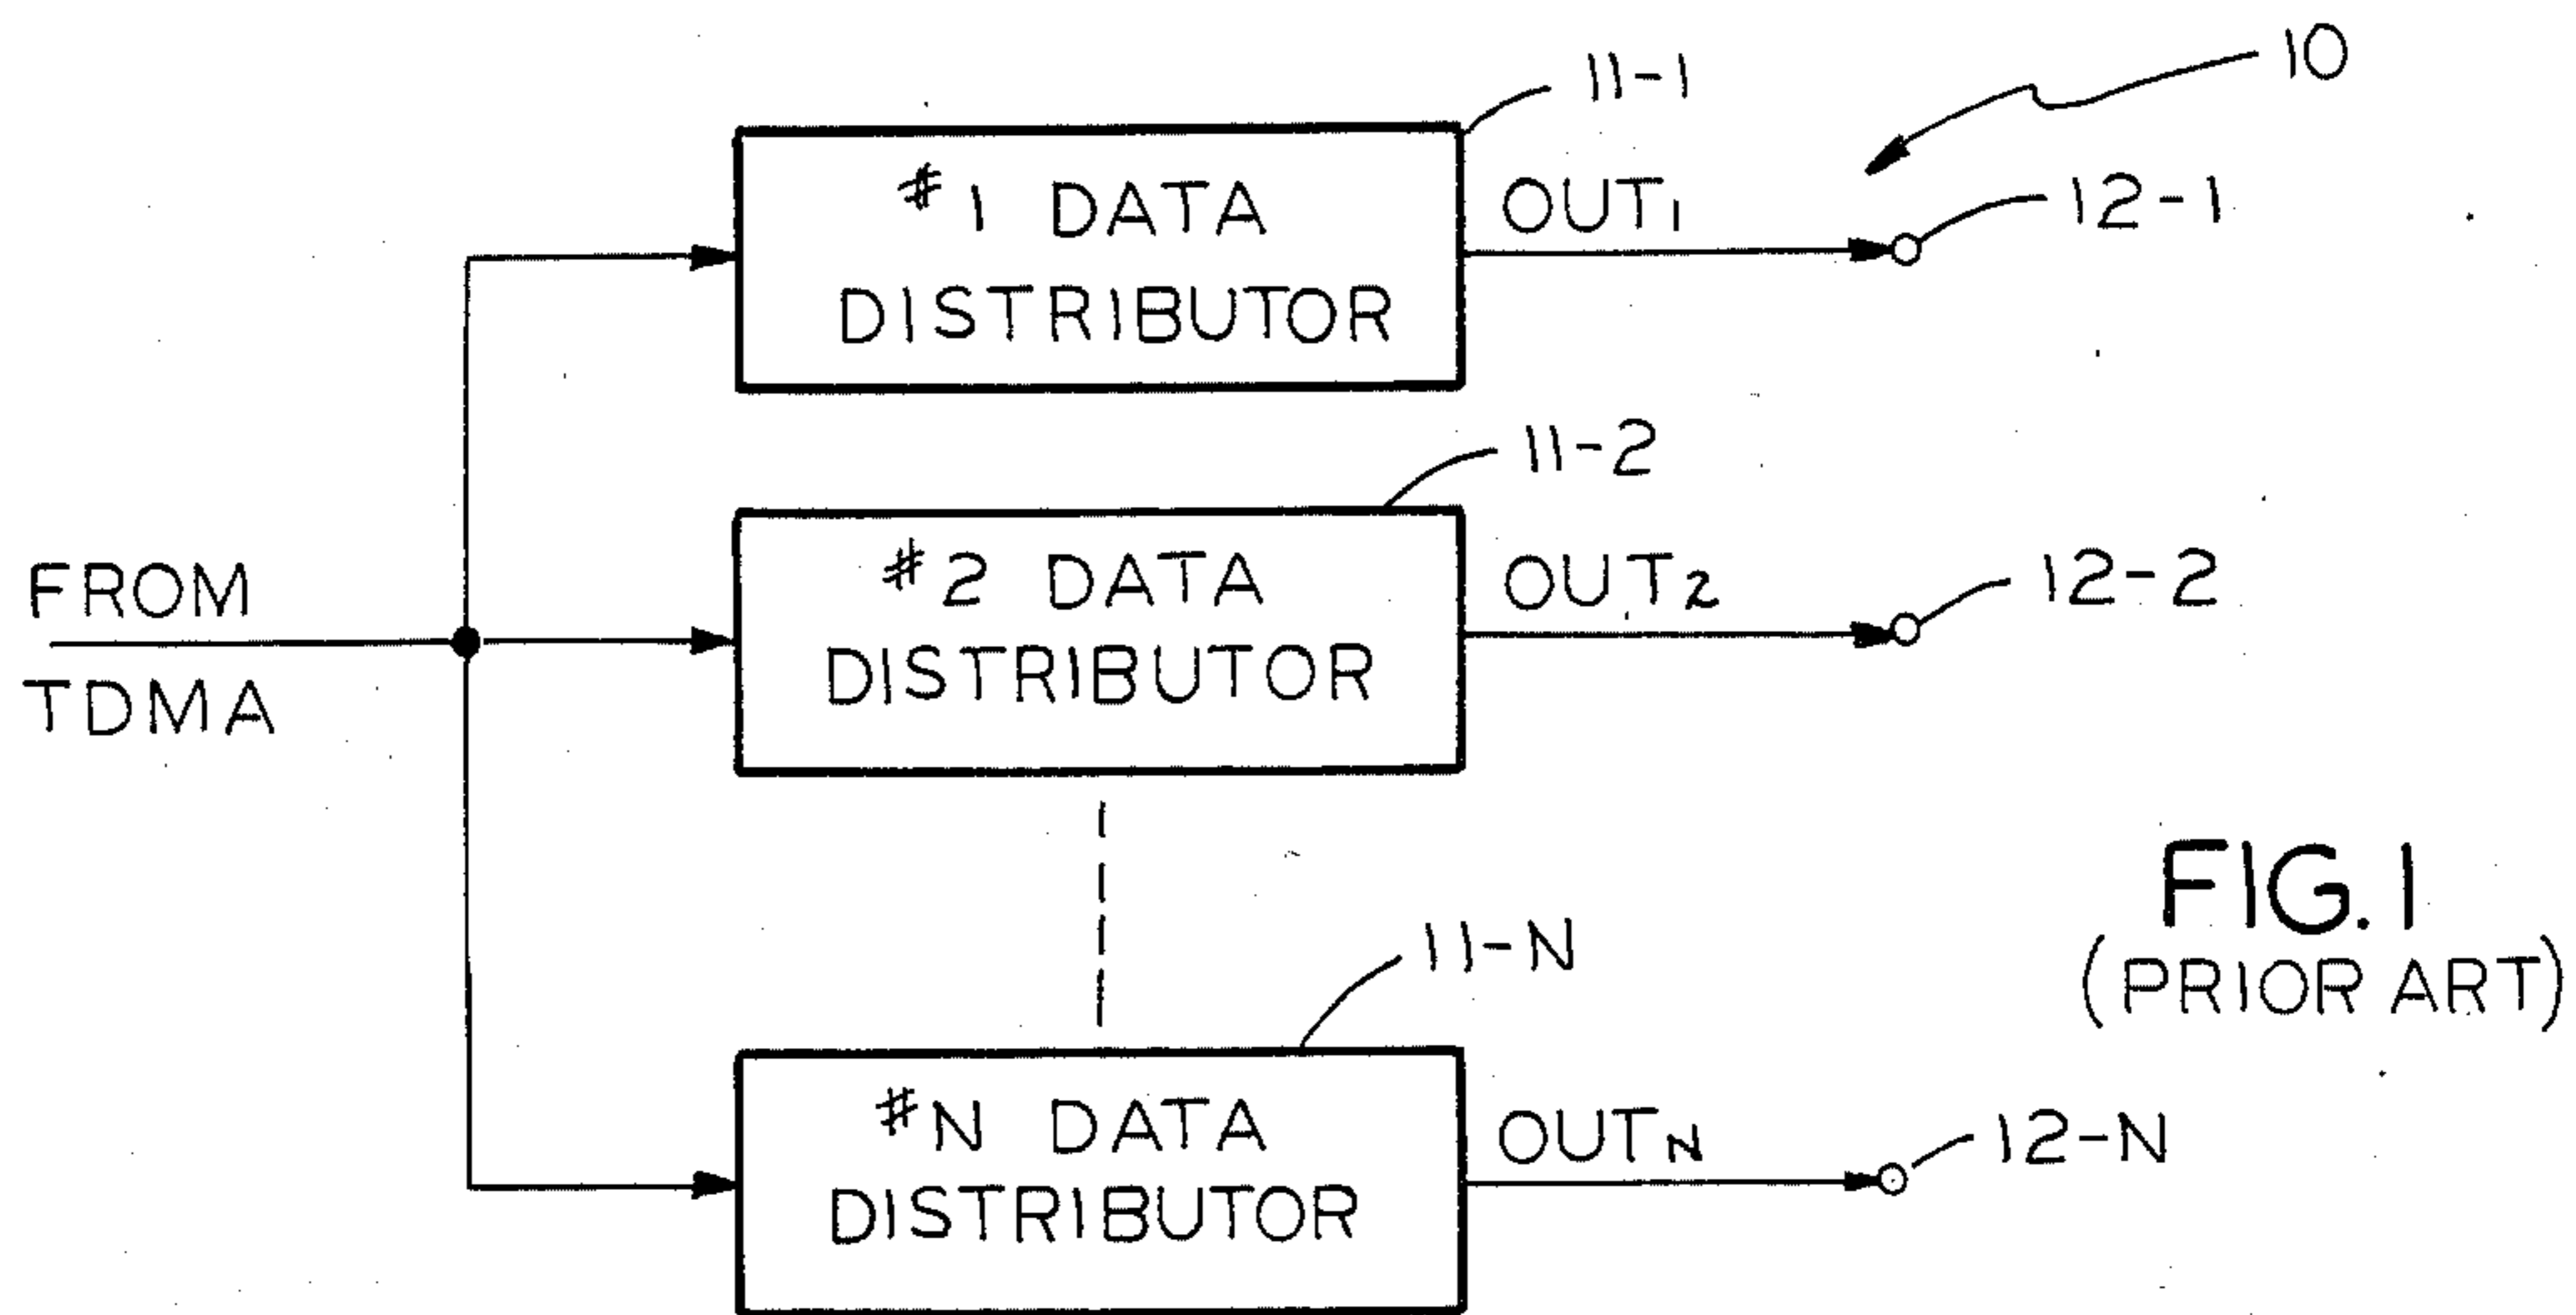 10
11-1
#1 DATA
DISTRIBUTOR
OUT1
12-1
11-2
#2 DATA
DISTRIBUTOR
OUT2
12-2
FROM
TDMA
11-N
#N DATA
DISTRIBUTOR
OUTN
12-N
FIG. 1
(PRIOR ART)